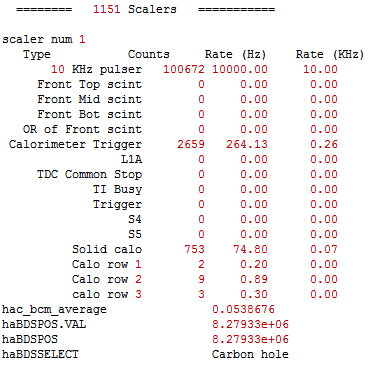 ======== 1151 Scalers ===========
scaler num 1
Type Counts Rate (Hz) Rate (KHz)
10 KHz pulser 100672 10000.00 10.00
Front Top scint 0 0.00 0.00
Front Mid scint 0 0.00 0.00
Front Bot scint 0 0.00 0.00
OR of Front scint 0 0.00 0.00
Calorimeter Trigger 2659 264.13 0.26
L1A 0 0.00 0.00
TDC Common Stop 0 0.00 0.00
TI Busy 0 0.00 0.00
Trigger 0 0.00 0.00
S4 0 0.00 0.00
S5 0 0.00 0.00
Solid calo 753 74.80 0.07
Calo row 1 2 0.20 0.00
Calo row 2 9 0.89 0.00
calo row 3 3 0.30 0.00
hac_bcm_average 0.0538676
haBDSPOS.VAL 8.27933e+06
haBDSPOS 8.27933e+06
haBDSSELECT Carbon hole